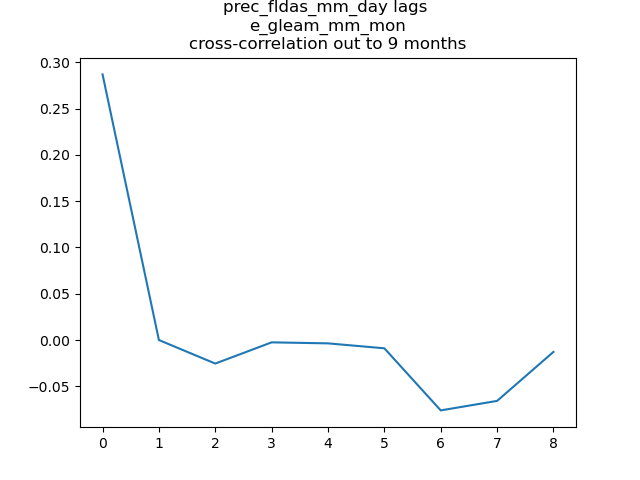 prec_fldas_mm_day lags
e_gleam_mm_mon
cross-correlation out to 9 months
0.30
0.25
0.20
0.15
0.10
0.05
0.00
−0.05
0 1 2 3 4 5 6 7 8